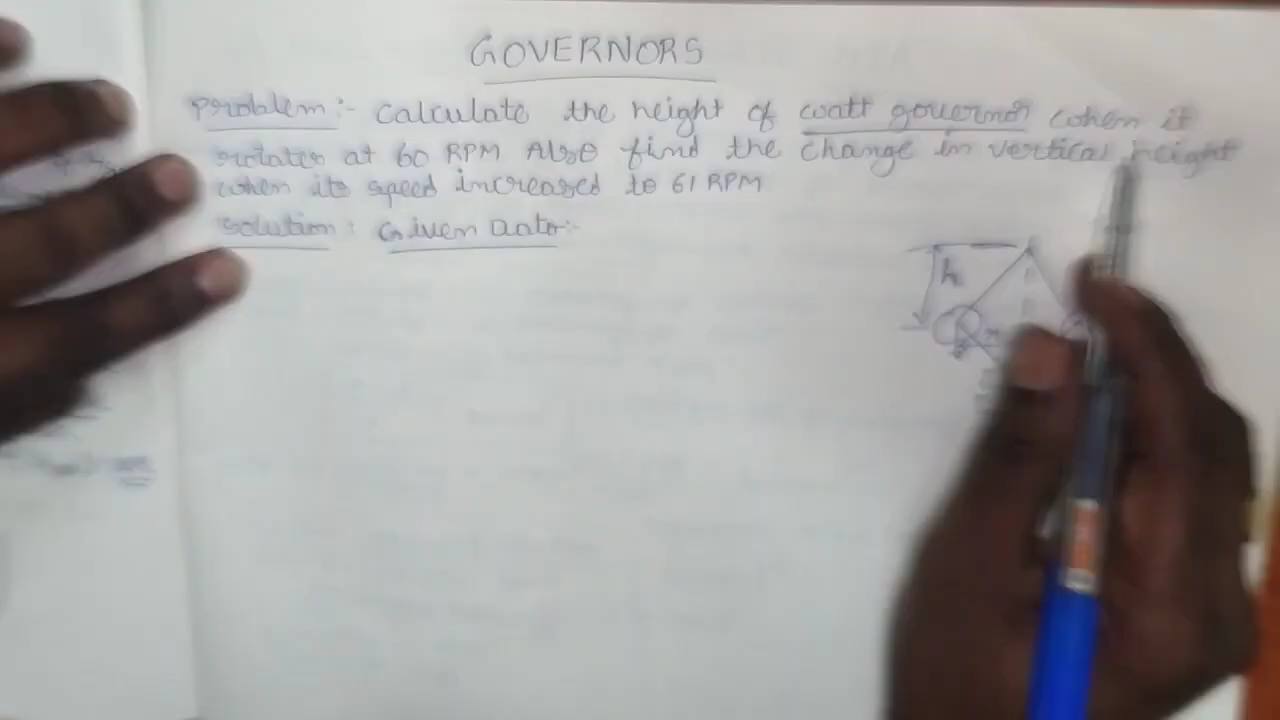 GOVERNORS
Problem:- Calculate the height of watt governor when it
rotates at 60 RPM Also find the change in vertical height
when its speed increased to 61 RPM
Solution: Given Data:-
h